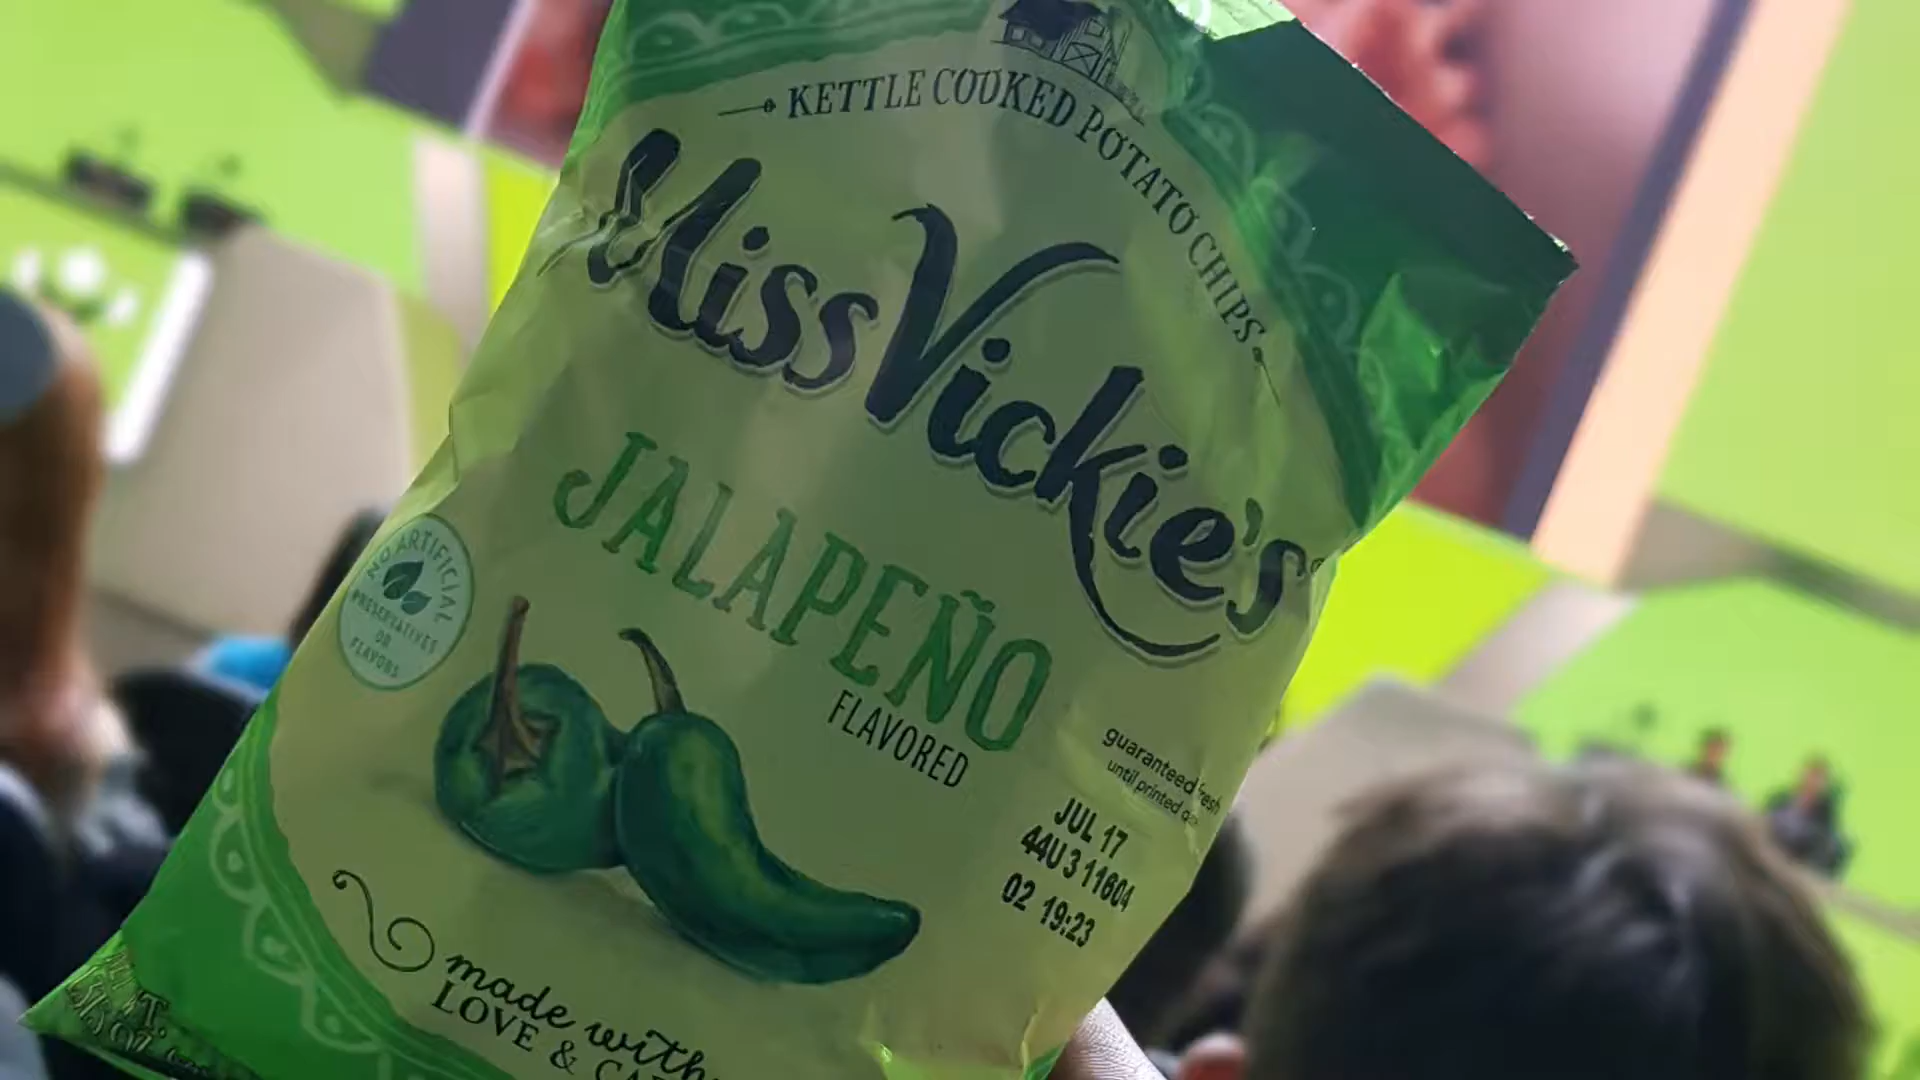 KETTLE COOKED POTATO CHIPS
Miss Vickie's
JALAPEÑO
FLAVORED
NO ARTIFICIAL
PRESERVATIVES
OR
FLAVORS
guaranteed fresh
until printed
JUL 17
44U 3 11604
02 19:23
made with
LOVE &